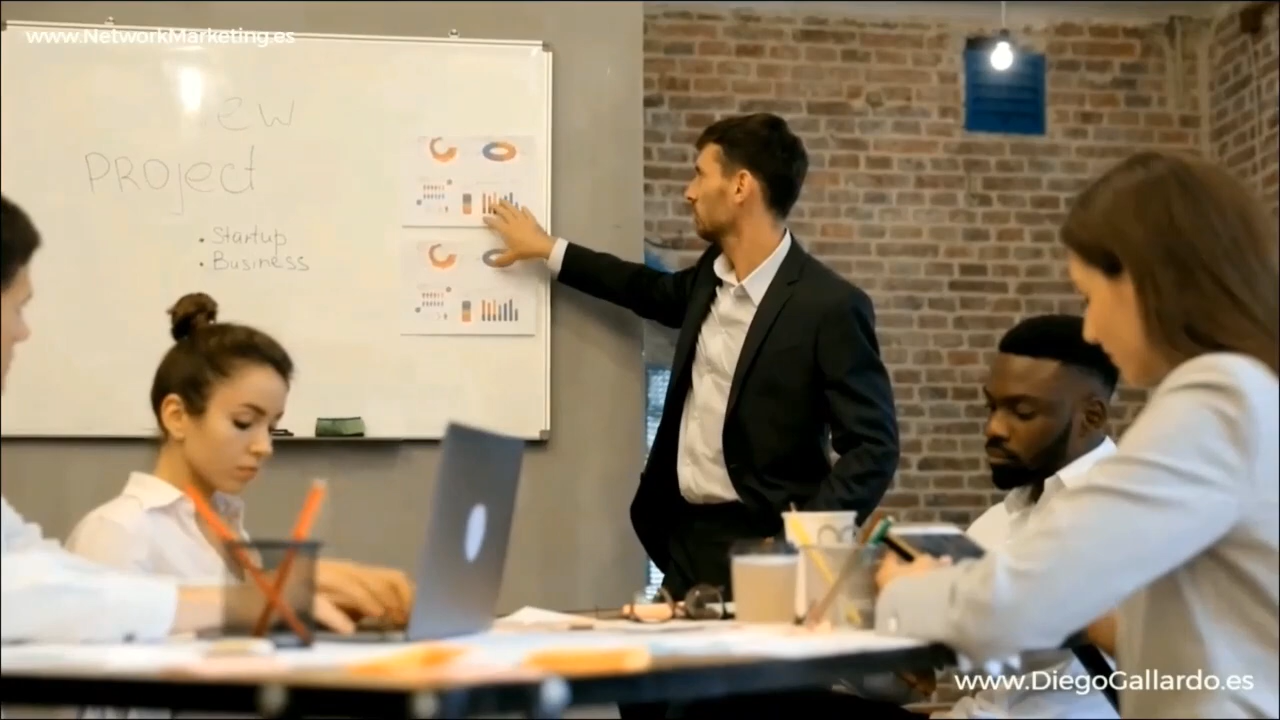 www.NetworkMarketing.es
ew
PROject
• Startup
• Business
www.DiegoGallardo.es